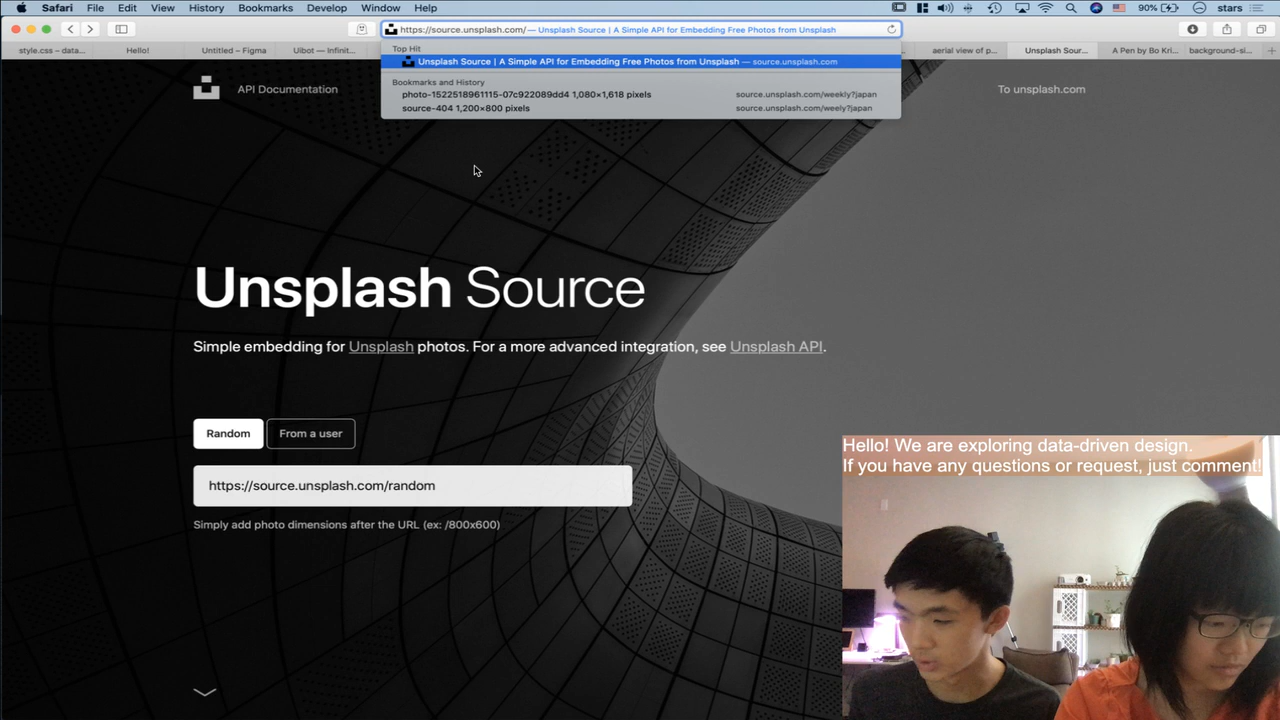 Safari File Edit View History Bookmarks Develop Window Help 90% stars
https://source.unsplash.com/ — Unsplash Source | A Simple API for Embedding Free Photos from Unsplash
style.css – data... Hello! Untitled – Figma Uibot — Infinit... aerial view of p... Unsplash Sour... A Pen by Bo Kri... background-si...
Top Hit
Unsplash Source | A Simple API for Embedding Free Photos from Unsplash — source.unsplash.com
Bookmarks and History
photo-1522518961115-07c922089dd4 1,080×1,618 pixels source.unsplash.com/weekly?japan
source-404 1,200×800 pixels source.unsplash.com/weely?japan
API Documentation
To unsplash.com
Unsplash Source
Simple embedding for Unsplash photos. For a more advanced integration, see Unsplash API.
Random From a user
https://source.unsplash.com/random
Simply add photo dimensions after the URL (ex: /800x600)
Hello! We are exploring data-driven design.
If you have any questions or request, just comment!